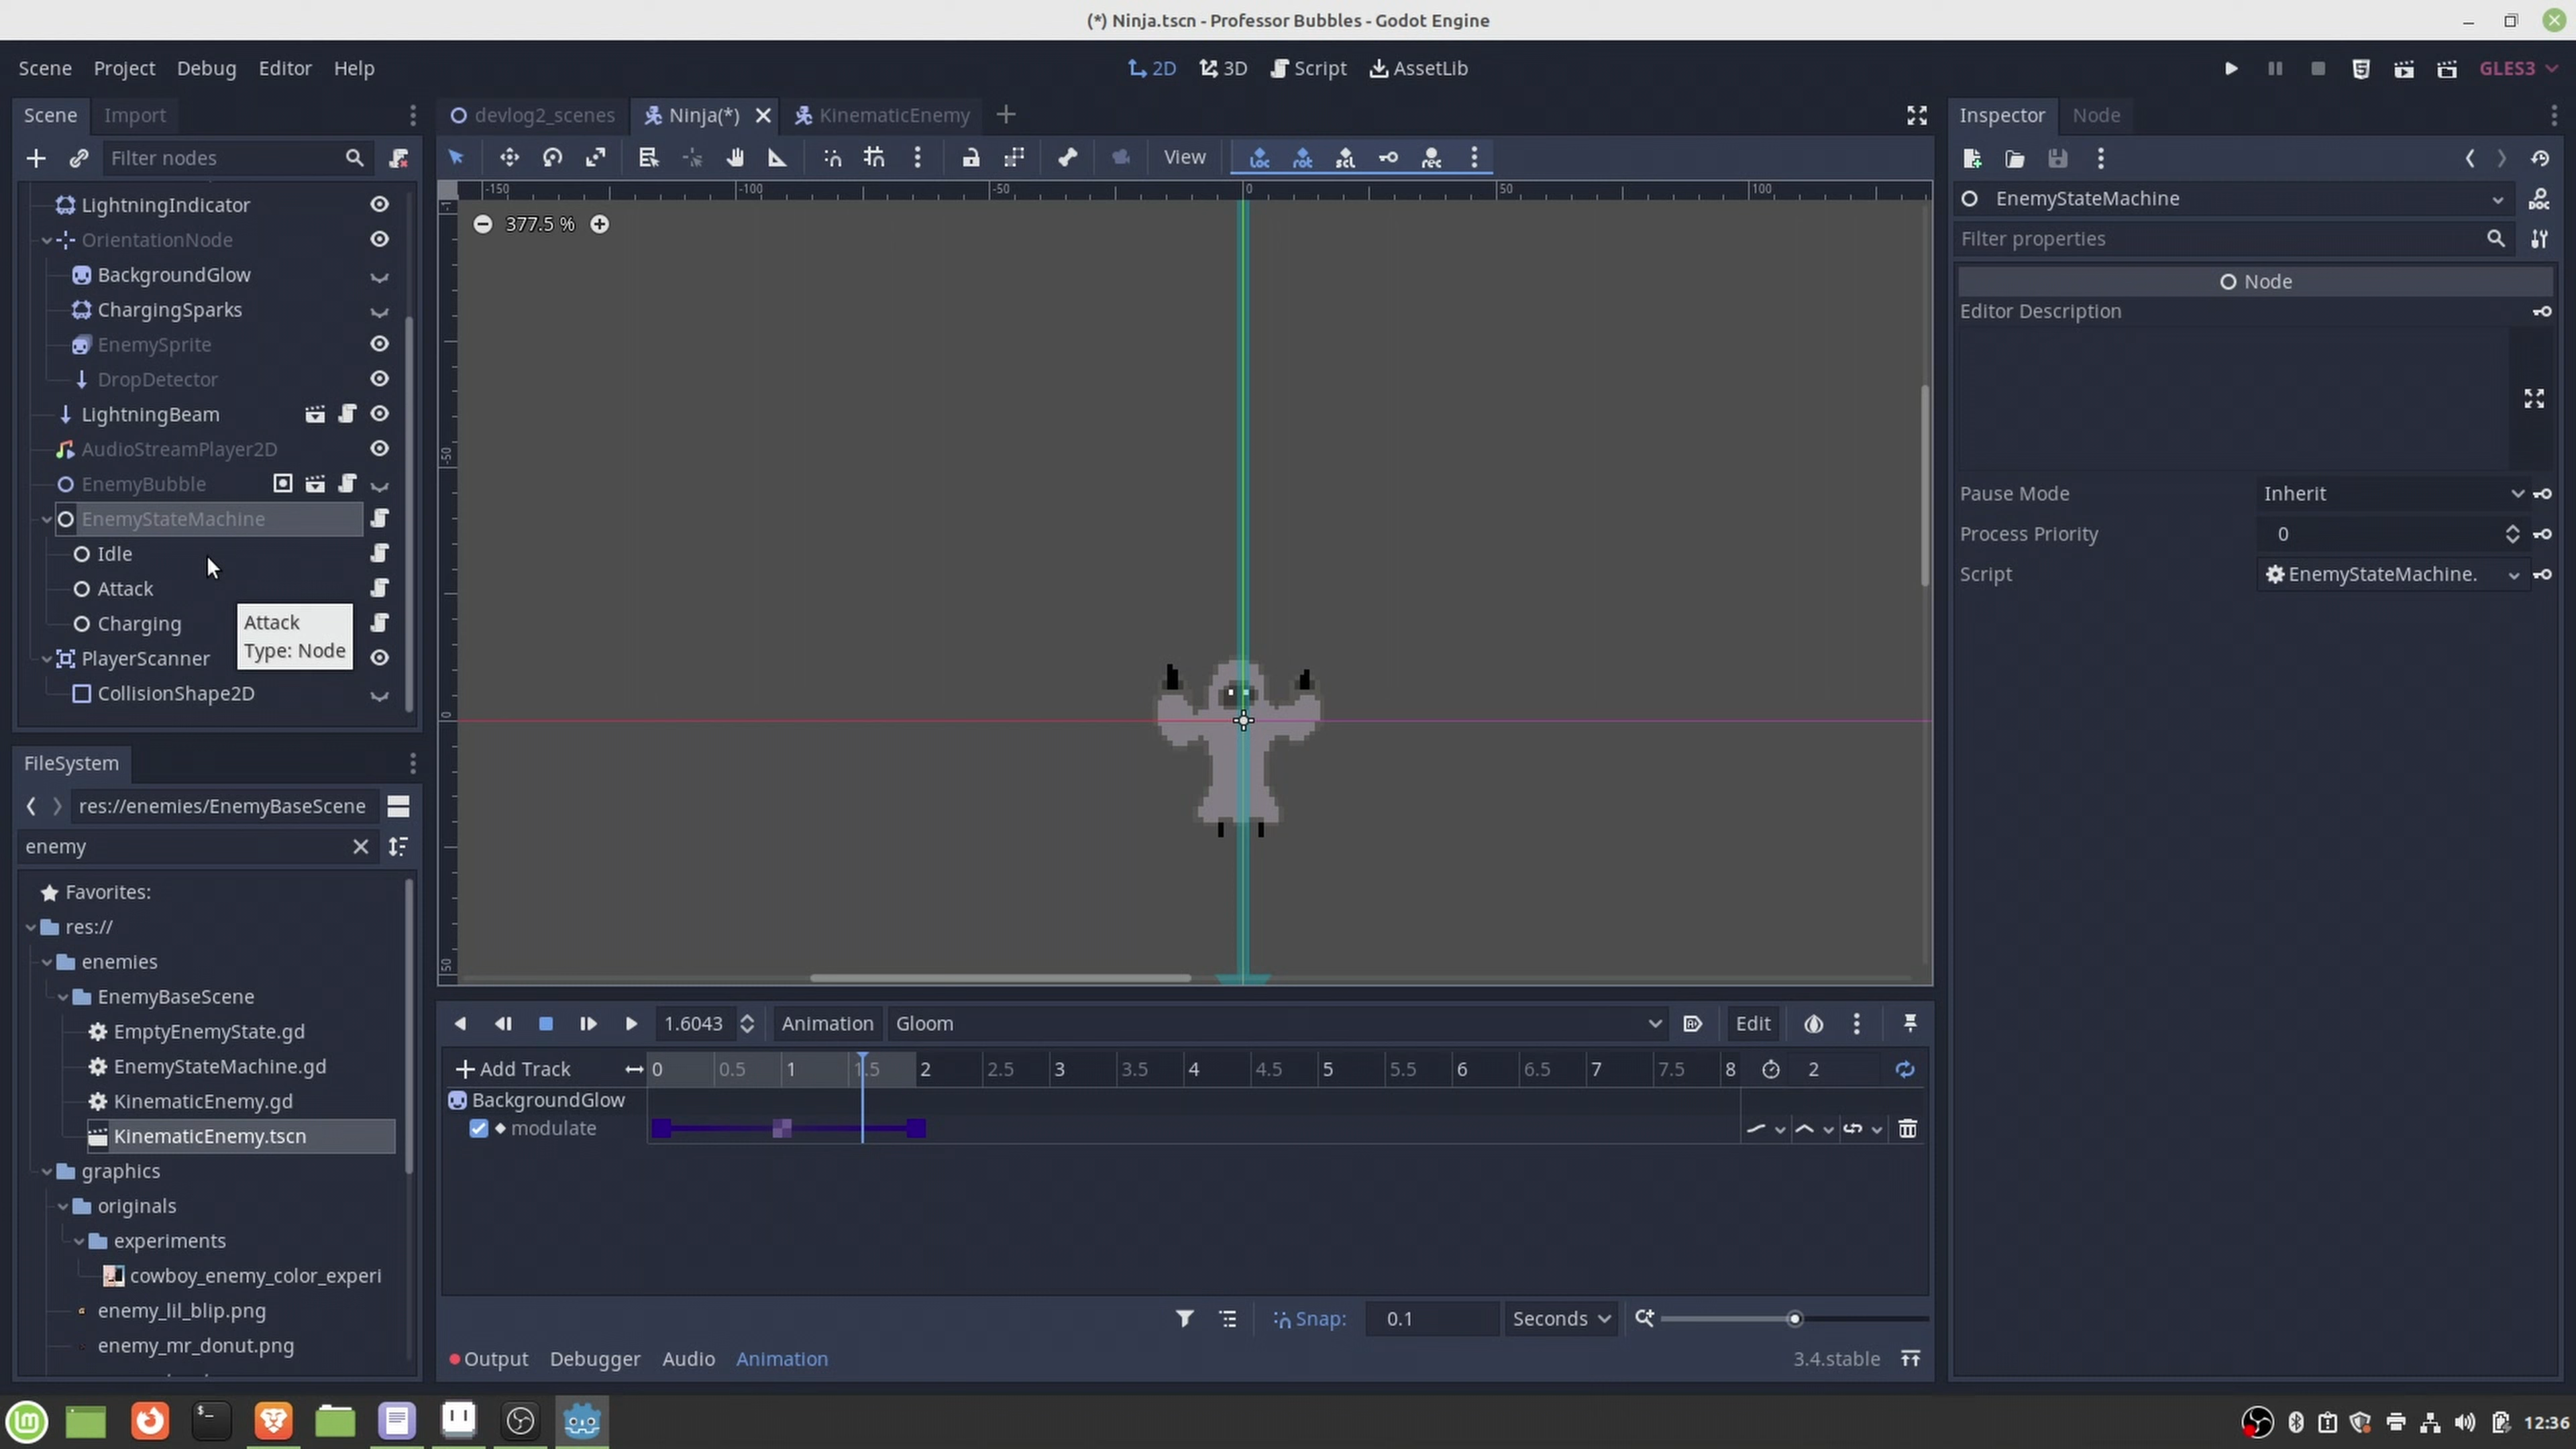 (*) Ninja.tscn - Professor Bubbles - Godot Engine
Scene Project Debug Editor Help
2D 3D Script AssetLib
GLES3
Scene Import
Filter nodes
LightningIndicator
OrientationNode
BackgroundGlow
ChargingSparks
EnemySprite
DropDetector
LightningBeam
AudioStreamPlayer2D
EnemyBubble
EnemyStateMachine
Idle
Attack
Charging
PlayerScanner
CollisionShape2D
Attack
Type: Node
FileSystem
res://enemies/EnemyBaseScene
enemy
Favorites:
res://
enemies
EnemyBaseScene
EmptyEnemyState.gd
EnemyStateMachine.gd
KinematicEnemy.gd
KinematicEnemy.tscn
graphics
originals
experiments
cowboy_enemy_color_experi
enemy_lil_blip.png
enemy_mr_donut.png
devlog2_scenes Ninja(*) KinematicEnemy
View
-150 -100 -50 0 50 100
-50
0
50
377.5 %
1.6043 Animation Gloom Edit
Add Track 0 0.5 1 1.5 2 2.5 3 3.5 4 4.5 5 5.5 6 6.5 7 7.5 8 2
BackgroundGlow
modulate
Snap: 0.1 Seconds
Output Debugger Audio Animation 3.4.stable
Inspector Node
EnemyStateMachine
Filter properties
Node
Editor Description
Pause Mode Inherit
Process Priority 0
Script EnemyStateMachine.
12:36